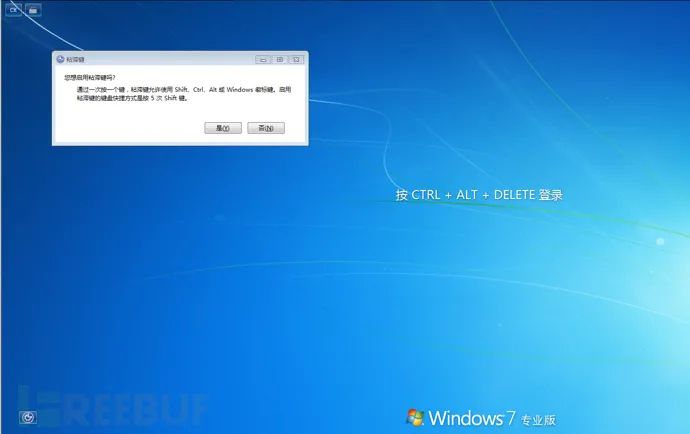 CH
粘滞键
您想启用粘滞键吗?
通过一次按一个键,粘滞键允许使用 Shift、Ctrl、Alt 或 Windows 徽标键。启用
粘滞键的键盘快捷方式是按 5 次 Shift 键。
是(Y)
否(N)
按 CTRL + ALT + DELETE 登录
REEBUF
Windows 7 专业版